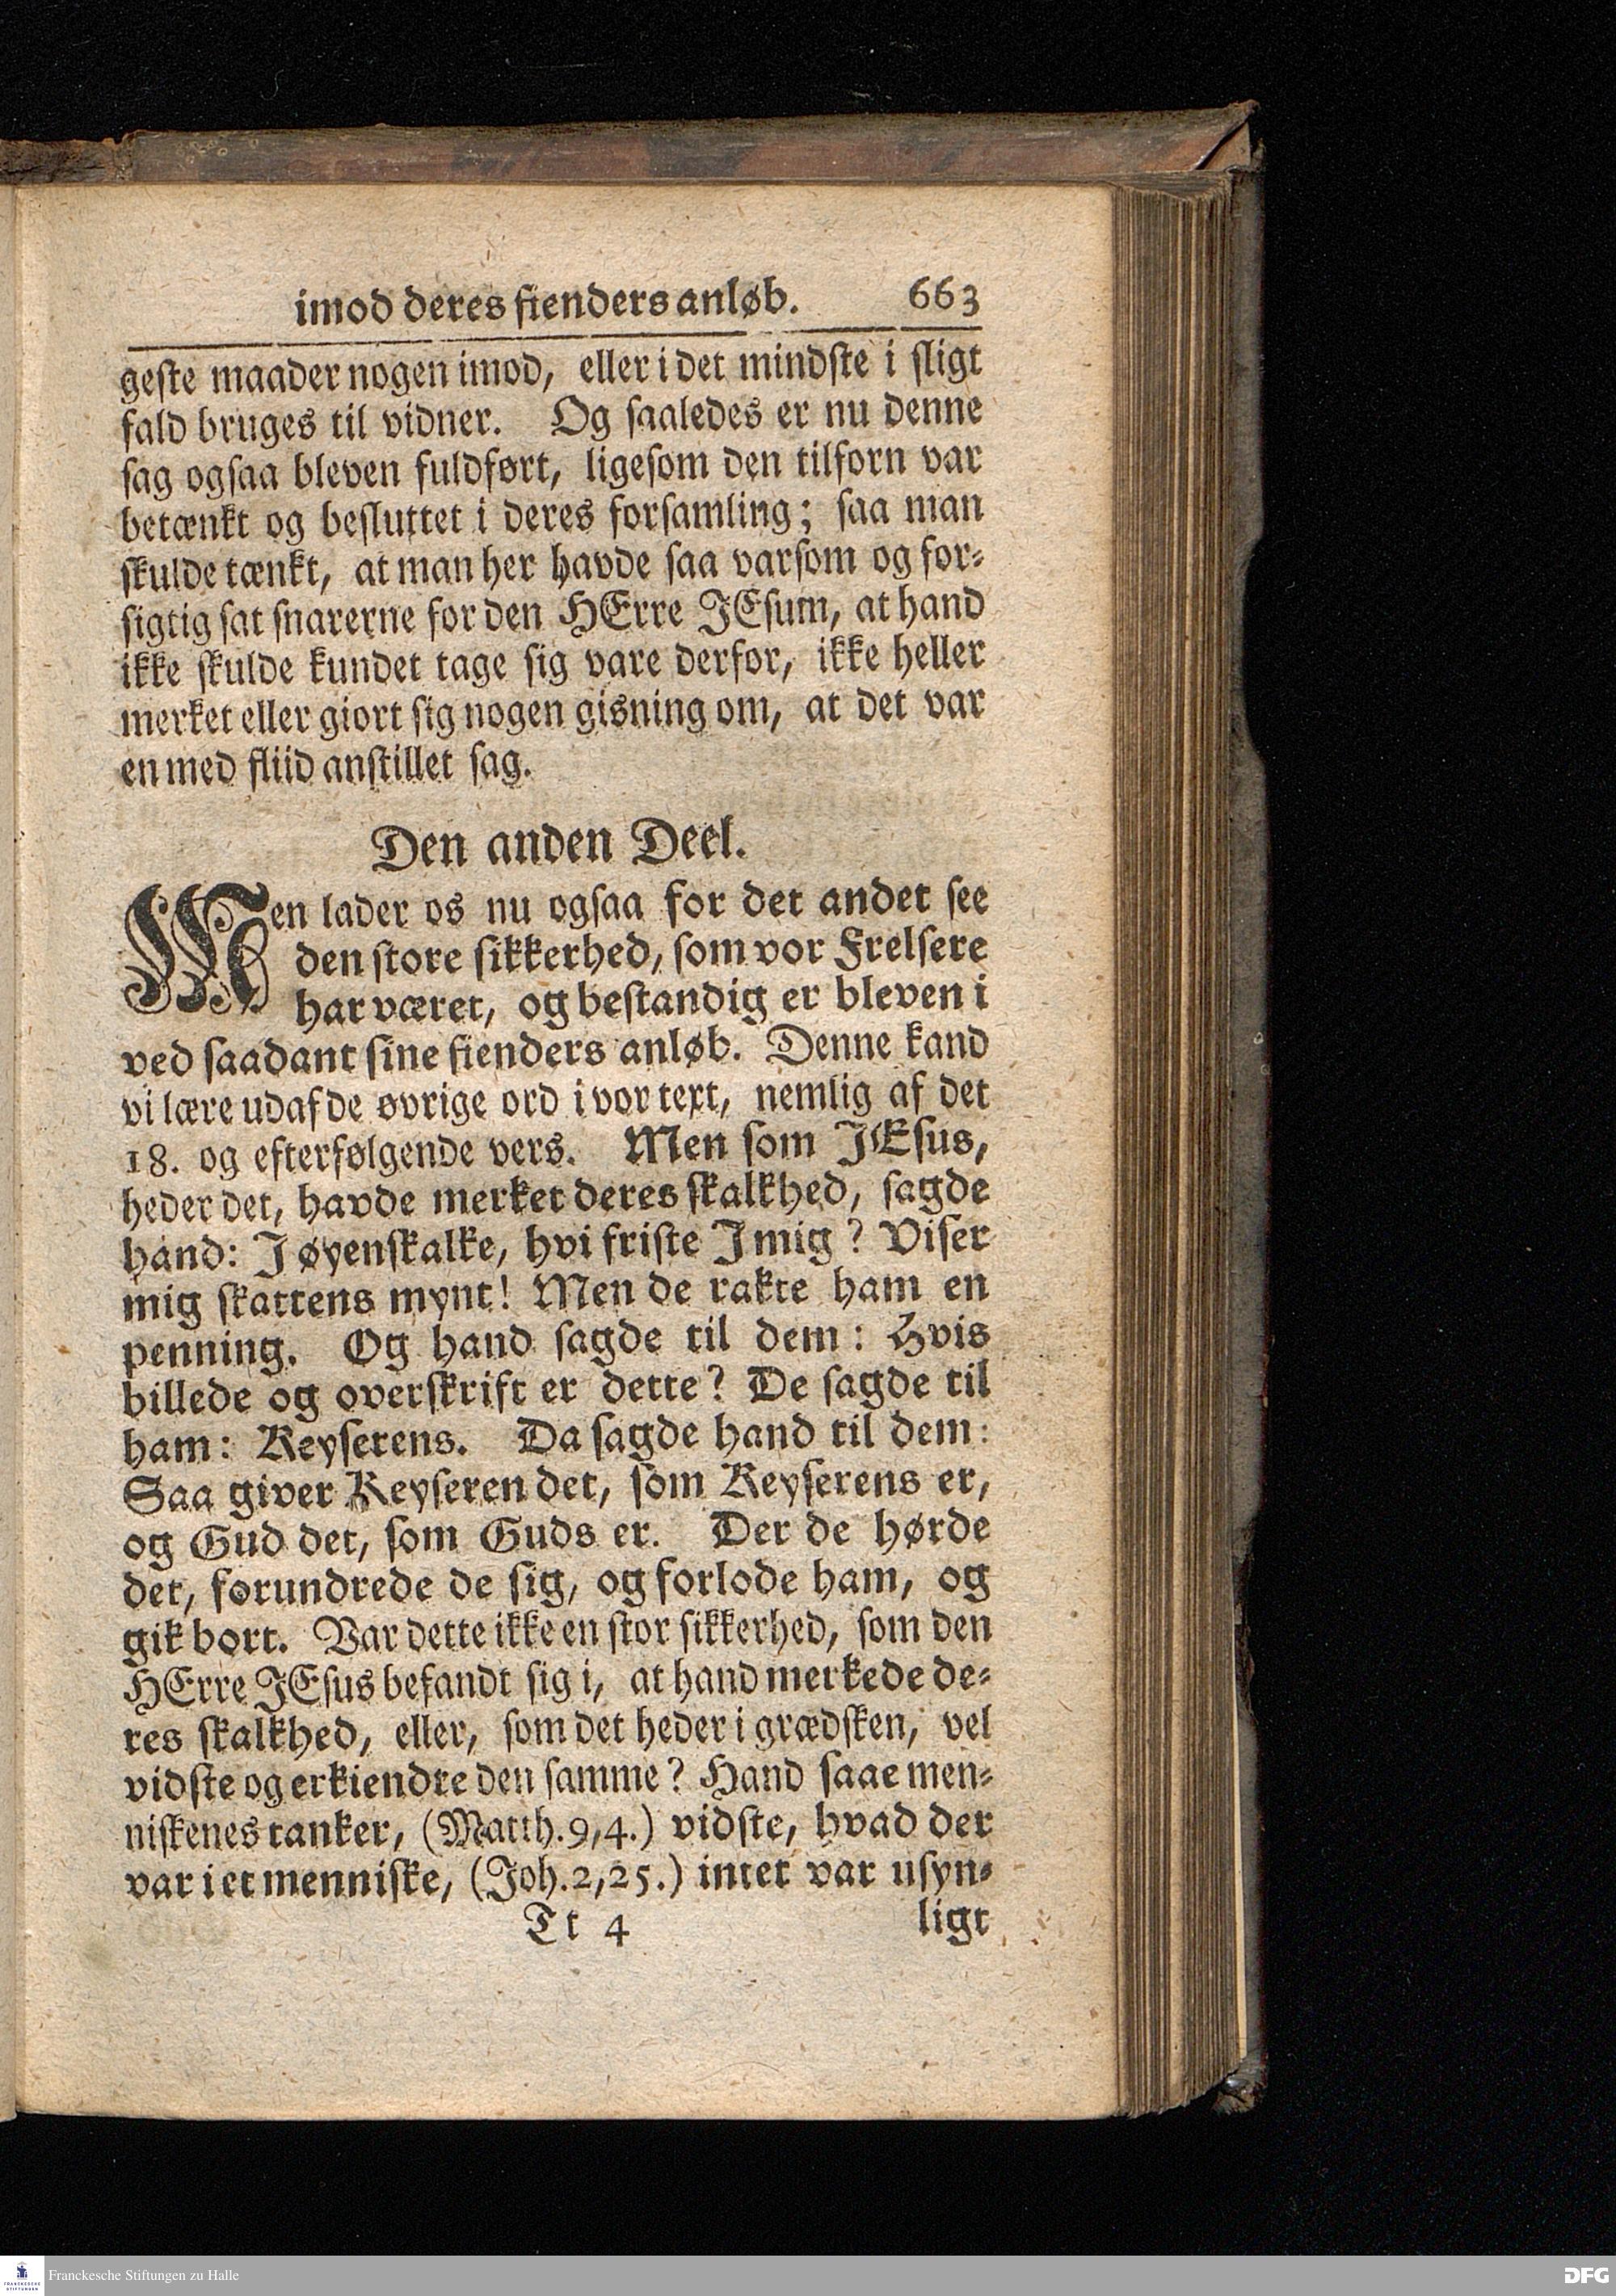 imod deres fienders anløb. 663
geste maader nogen imod, eller i det mindste i sligt
fald bruges til vidner. Og saaledes er nu denne
sag ogsaa bleven fuldført, ligesom den tilforn var
betænkt og besluttet i deres forsamling; saa man
skulde tænkt, at man her havde saa varsom og for-
sigtig sat snarerne for den HErre JEsum, at hand
ikke skulde kundet tage sig vare derfor, ikke heller
merket eller giort sig nogen gisning om, at det var
en med fliid anstillet sag.
Den anden Deel.
Men lader os nu ogsaa for det andet see
den store sikkerhed, som vor Frelsere
har været, og bestandig er bleven i
ved saadant sine fienders anløb. Denne kand
vi lære udaf de øvrige ord i vor text, nemlig af det
18. og efterfølgende vers. Men som JEsus,
heder det, havde merket deres skalkhed, sagde
hand: J øyenskalke, hvi friste J mig? Viser
mig skattens mynt! Men de rakte ham en
penning. Og hand sagde til dem: Hvis
billede og overskrift er dette? De sagde til
ham: Keyserens. Da sagde hand til dem:
Saa giver Keyseren det, som Keyserens er,
og Gud det, som Guds er. Der de hørde
det, forundrede de sig, og forlode ham, og
gik bort. Var dette ikke en stor sikkerhed, som den
HErre JEsus befandt sig i, at hand merkede de-
res skalkhed, eller, som det heder i grædsken, vel
vidste og erkiendte den samme? Hand saae men-
niskenes tanker, (Matth. 9,4.) vidste, hvad der
var i et menniske, (Joh. 2,25.) intet var usyn-
Tt 4 ligt
Franckesche Stiftungen zu Halle
FRANCKESCHE STIFTUNGEN
DFG